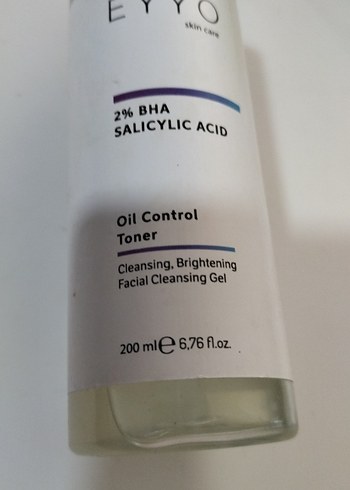 EYYO
skin care
2% BHA
SALICYLIC ACID
Oil Control
Toner
Cleansing, Brightening
Facial Cleansing Gel
200 ml℮ 6,76 fl.oz.